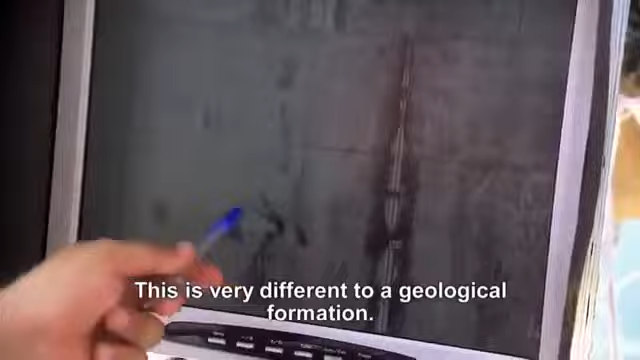 This is very different to a geological
formation.